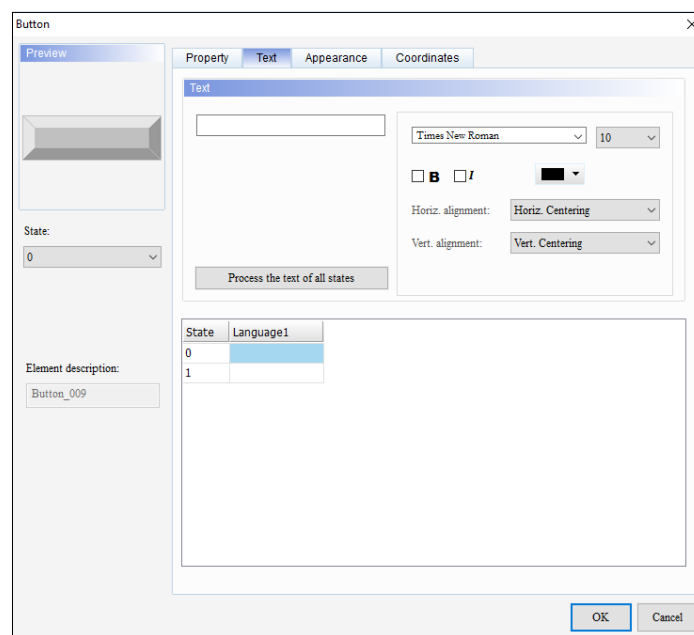 Button
Preview
Property Text Appearance Coordinates
Text
Times New Roman 10
B I
Horiz. alignment: Horiz. Centering
Vert. alignment: Vert. Centering
Process the text of all states
State:
0
State Language1
0
1
Element description:
Button_009
OK Cancel